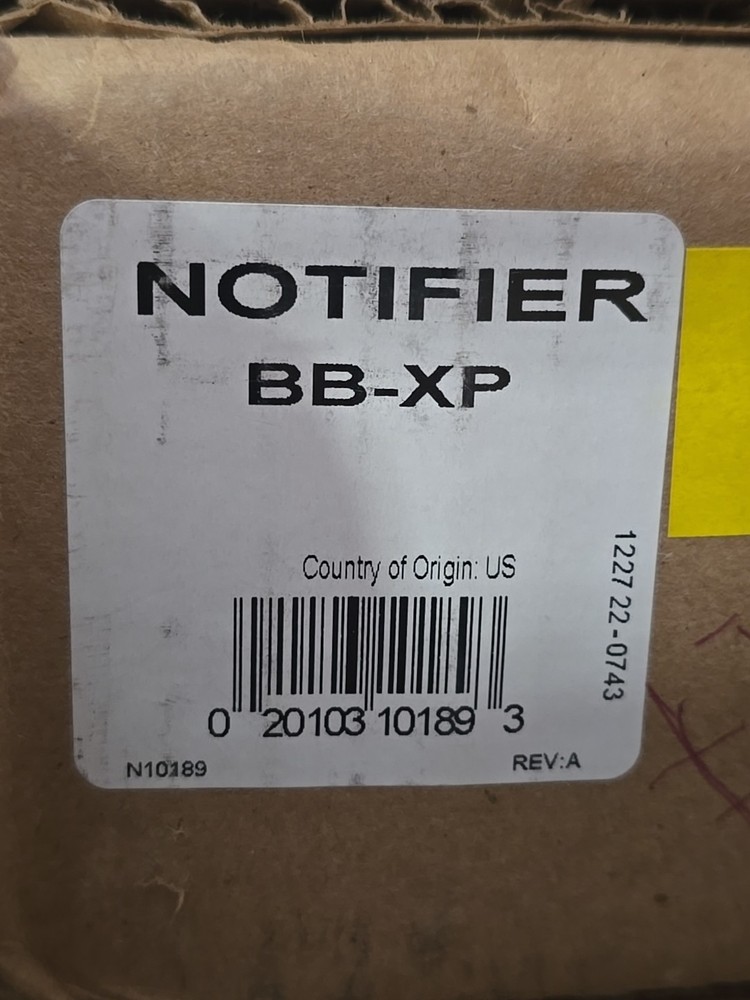 NOTIFIER
BB-XP
Country of Origin: US
1227 22-0743
0 20103 10189 3
N10189
REV:A